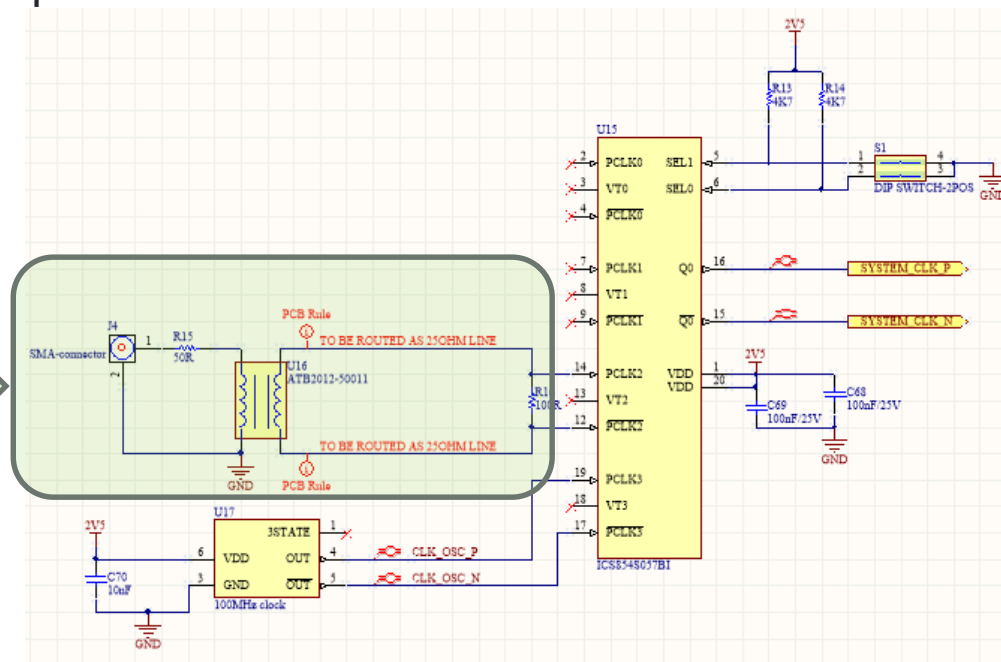 2V5
R13
4K7
R14
4K7
U15
2
PCLK0
SEL1
5
1
S1
4
3
VT0
SEL0
6
2
3
DIP SWITCH-2POS
GND
4
PCLK0
7
PCLK1
Q0
16
SYSTEM_CLK_P
8
VT1
9
PCLK1
Q0
15
SYSTEM_CLK_N
J4
SMA-connector
1
2
R15
50R
PCB Rule
1
TO BE ROUTED AS 25OHM LINE
U16
ATB2012-50011
14
PCLK2
VDD
1
2V5
VDD
20
13
VT2
R1
100R
12
PCLK2
C69
100nF/25V
C68
100nF/25V
GND
TO BE ROUTED AS 25OHM LINE
1
PCB Rule
GND
19
PCLK3
18
VT3
17
PCLK3
ICS854S057BI
U17
2V5
3STATE
1
6
VDD
OUT
4
CLK_OSC_P
3
GND
OUT
5
CLK_OSC_N
C70
10nF
100MHz clock
GND